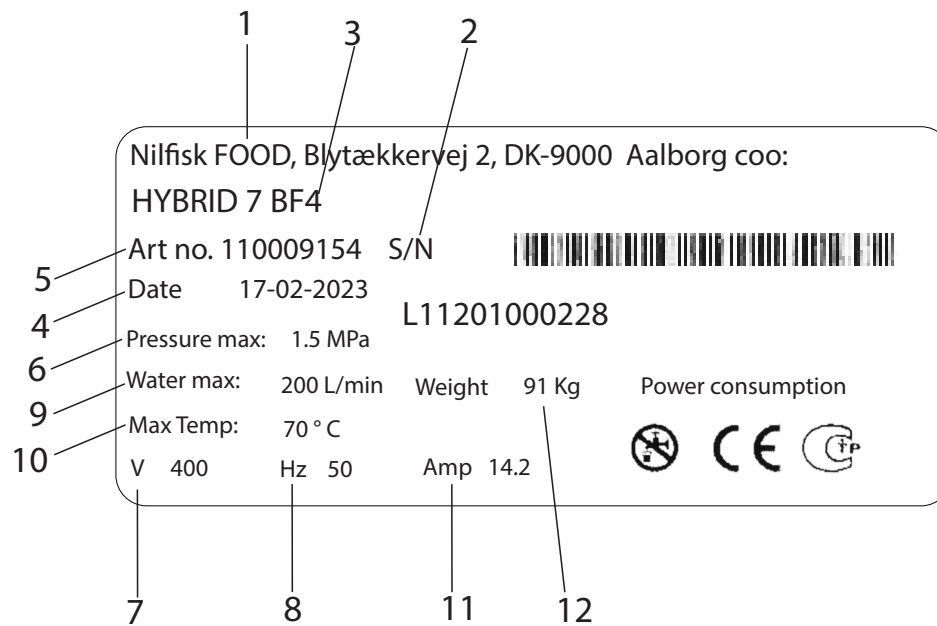 1 3 2
Nilfisk FOOD, Blytækkervej 2, DK-9000 Aalborg coo:
HYBRID 7 BF4
5 Art no. 110009154 S/N
4 Date 17-02-2023
L11201000228
6 Pressure max: 1.5 MPa
9 Water max: 200 L/min Weight 91 Kg Power consumption
10 Max Temp: 70 ° C
V 400 Hz 50 Amp 14.2
CE
7 8 11 12